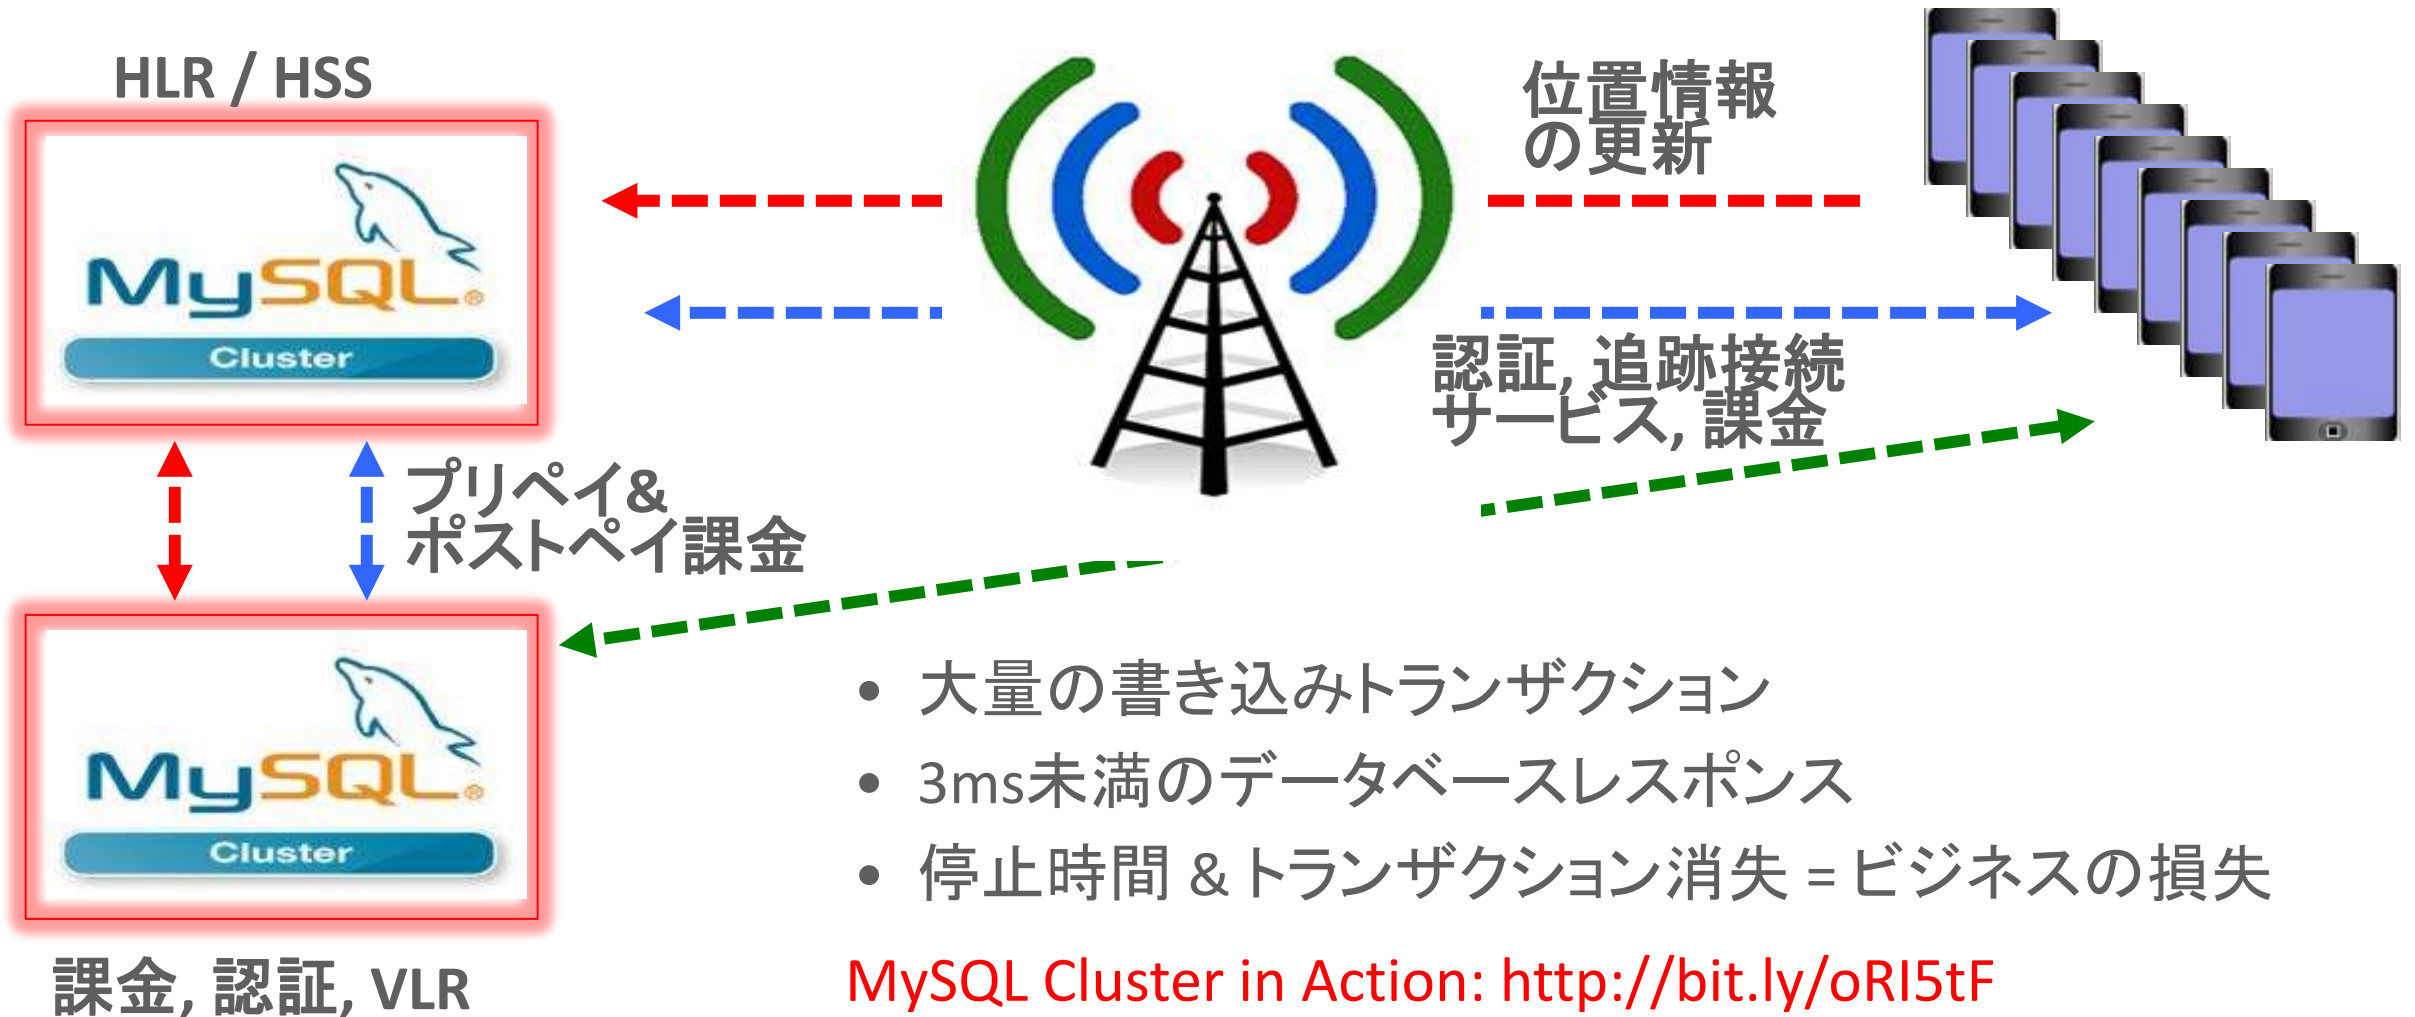 HLR / HSS
MySQL®
Cluster
位置情報
の更新
認証, 追跡接続
サービス, 課金
プリペイ&
ポストペイ課金
MySQL®
Cluster
課金, 認証, VLR
• 大量の書き込みトランザクション
• 3ms未満のデータベースレスポンス
• 停止時間 & トランザクション消失 = ビジネスの損失
MySQL Cluster in Action: http://bit.ly/oRI5tF